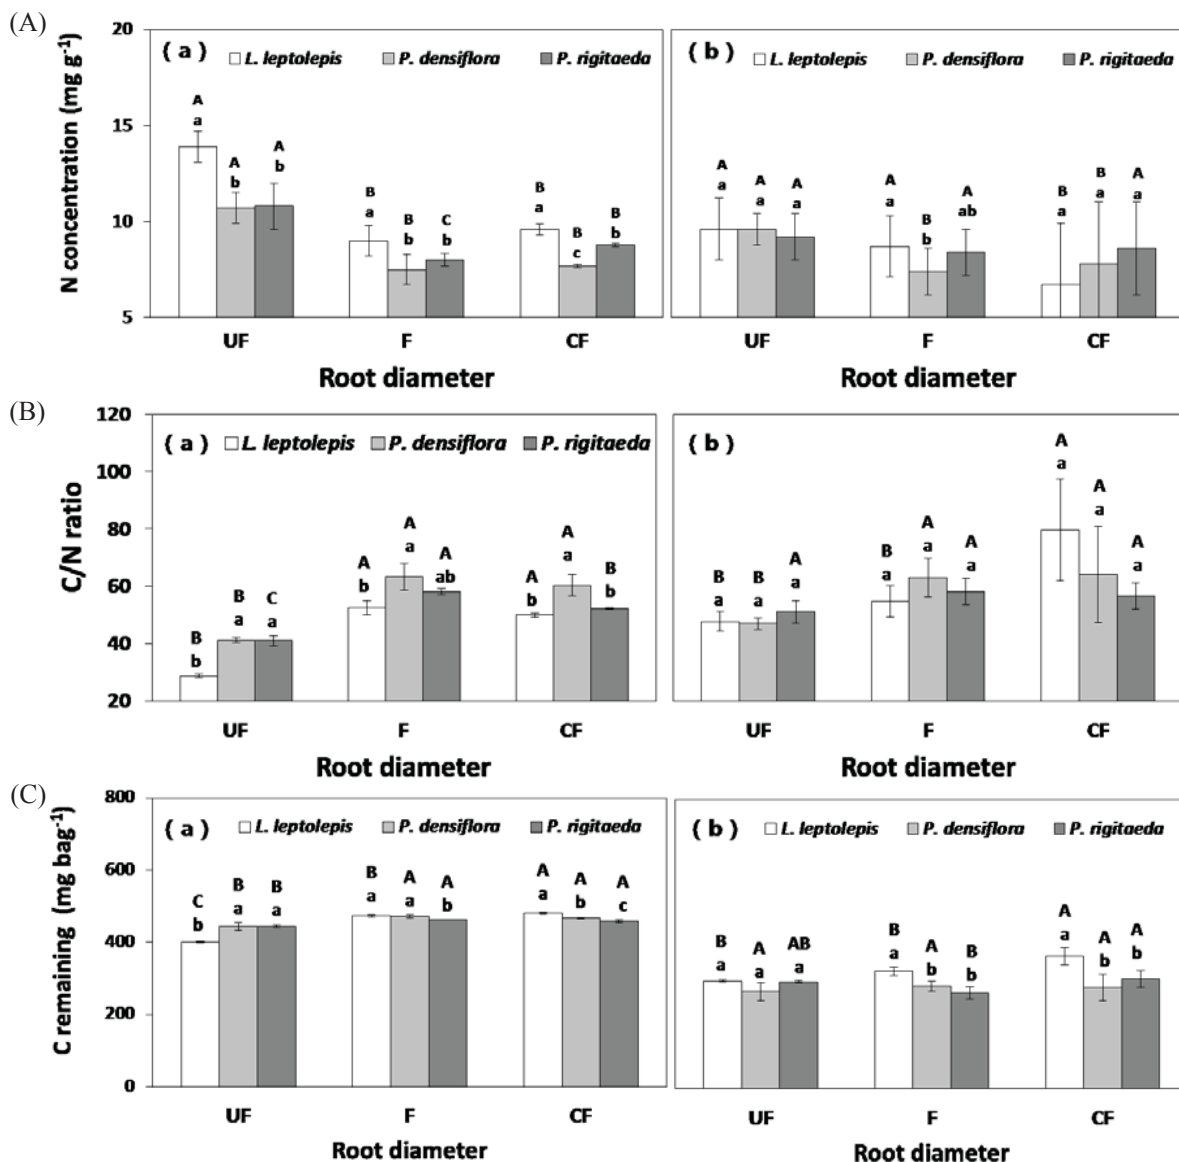 (A)
N concentration (mg g⁻¹)
20
15
10
5
( a )
L. leptolepis P. densiflora P. rigitaeda
A A A
a b b
B B C
a b b
B B B
a c b
UF F CF
Root diameter
( b )
L. leptolepis P. densiflora P. rigitaeda
A A A
a a a
A B A
a b ab
B B A
a a a
UF F CF
Root diameter
(B)
C/N ratio
120
100
80
60
40
20
( a ) L. leptolepis P. densiflora P. rigitaeda
B B C
b a a
A A A
b a ab
A A B
b a b
UF F CF
Root diameter
( b )
B B A
a a a
B A A
a a a
A A A
a a a
UF F CF
Root diameter
(C)
C remaining (mg bag⁻¹)
800
600
400
200
0
( a ) L. leptolepis P. densiflora P. rigitaeda
C B B
b a a
B A A
a a b
A A A
a b c
UF F CF
Root diameter
( b ) L. leptolepis P. densiflora P. rigitaeda
B A AB
a a a
B A B
a b b
A A A
a b b
UF F CF
Root diameter